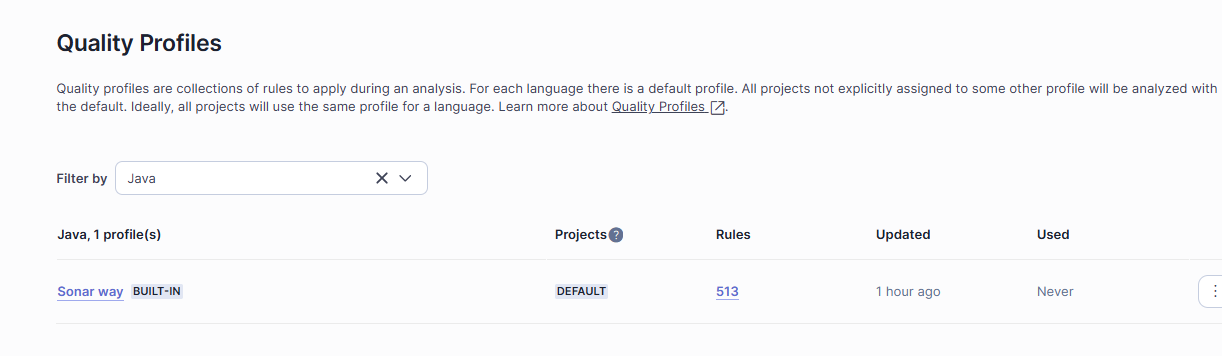 Quality Profiles
Quality profiles are collections of rules to apply during an analysis. For each language there is a default profile. All projects not explicitly assigned to some other profile will be analyzed with
the default. Ideally, all projects will use the same profile for a language. Learn more about Quality Profiles.
Filter by Java
Java, 1 profile(s) Projects ? Rules Updated Used
Sonar way BUILT-IN DEFAULT 513 1 hour ago Never